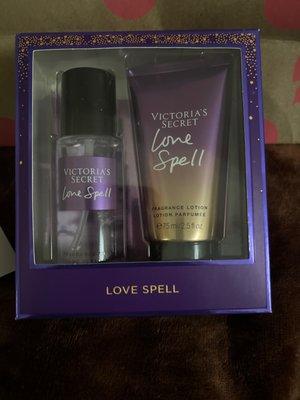 VICTORIA'S
SECRET
Love Spell
VICTORIA'S
SECRET
Love
Spell
FRAGRANCE LOTION
LOTION PARFUMÉE
℮75 ml/2.5 fl oz
LOVE SPELL